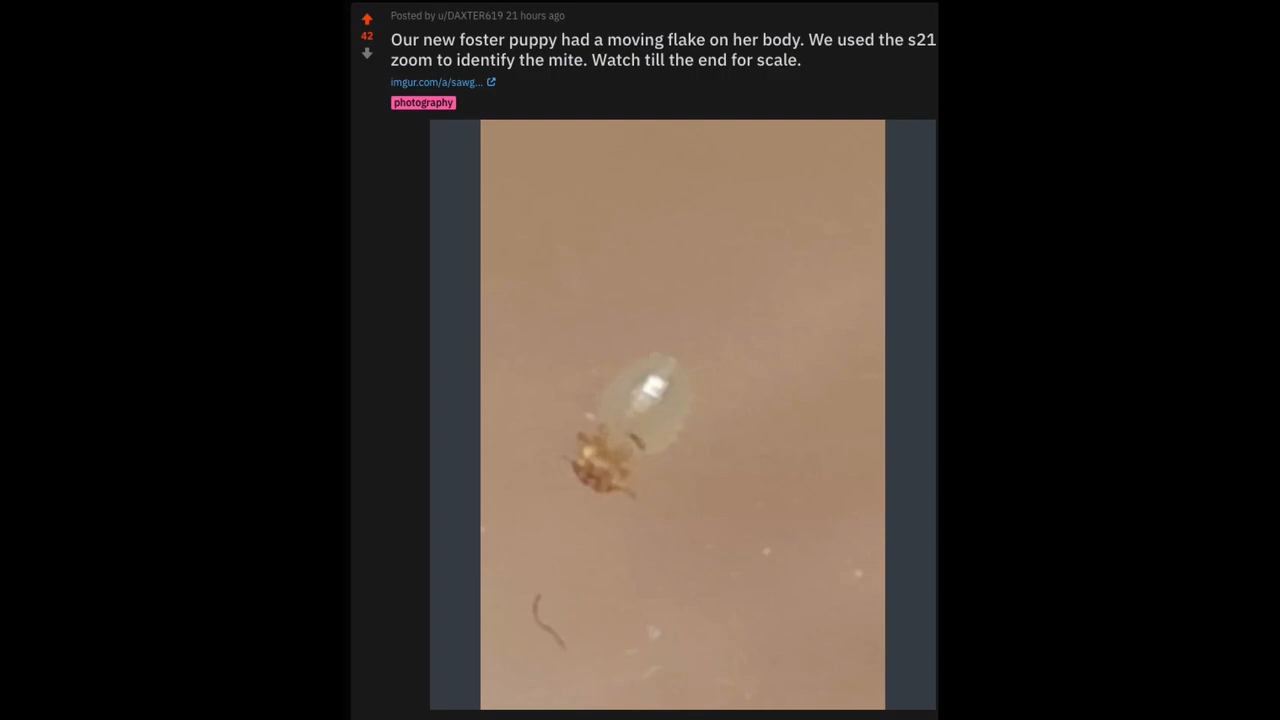 Posted by u/DAXTER619 21 hours ago
42
Our new foster puppy had a moving flake on her body. We used the s21
zoom to identify the mite. Watch till the end for scale.
imgur.com/a/sawg...
photography